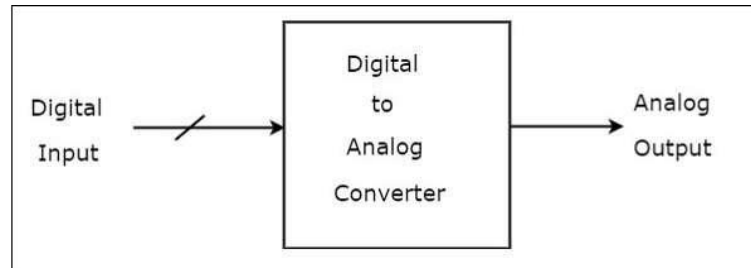 Digital
Input
Digital
to
Analog
Converter
Analog
Output